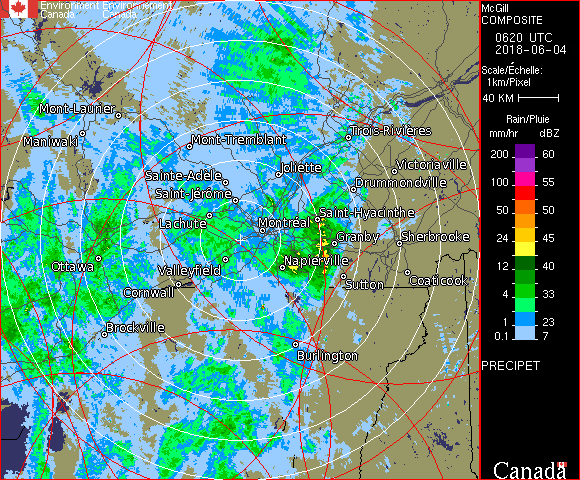 Environment Environnement
Canada Canada
McGill
COMPOSITE
0620 UTC
2018-06-04
Scale/Échelle:
1km/Pixel
40 KM
Rain/Pluie
mm/hr dBZ
200 60
100 55
50 50
24 45
12 40
4 33
1 23
0.1 7
PRECIPET
Canada
Mont-Laurier
Maniwaki
Mont-Tremblant
Trois-Rivières
Joliette
Victoriaville
Sainte-Adèle
Drummondville
Saint-Jérôme
Lachute
Montréal
Saint-Hyacinthe
Granby
Sherbrooke
Ottawa
Valleyfield
Napierville
Cornwall
Sutton
Coaticook
Brockville
Burlington